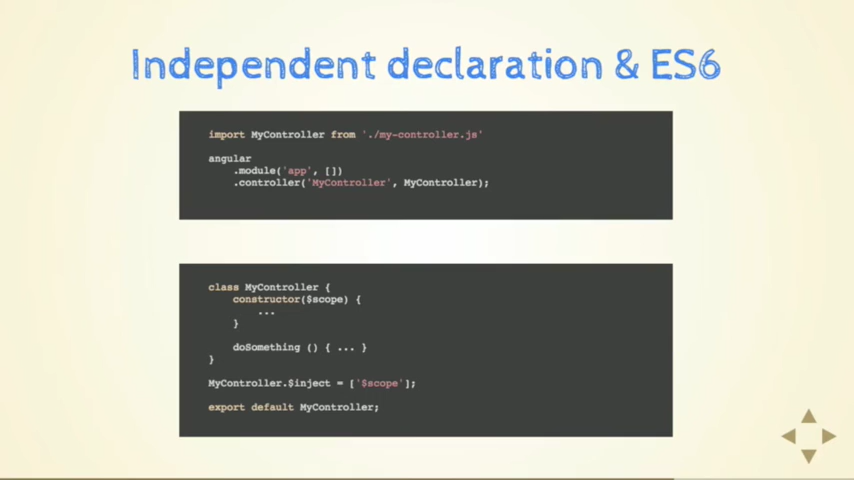 Independent declaration & ES6
import MyController from './my-controller.js'
angular
.module('app', [])
.controller('MyController', MyController);
class MyController {
constructor($scope) {
...
}
doSomething () { ... }
}
MyController.$inject = ['$scope'];
export default MyController;